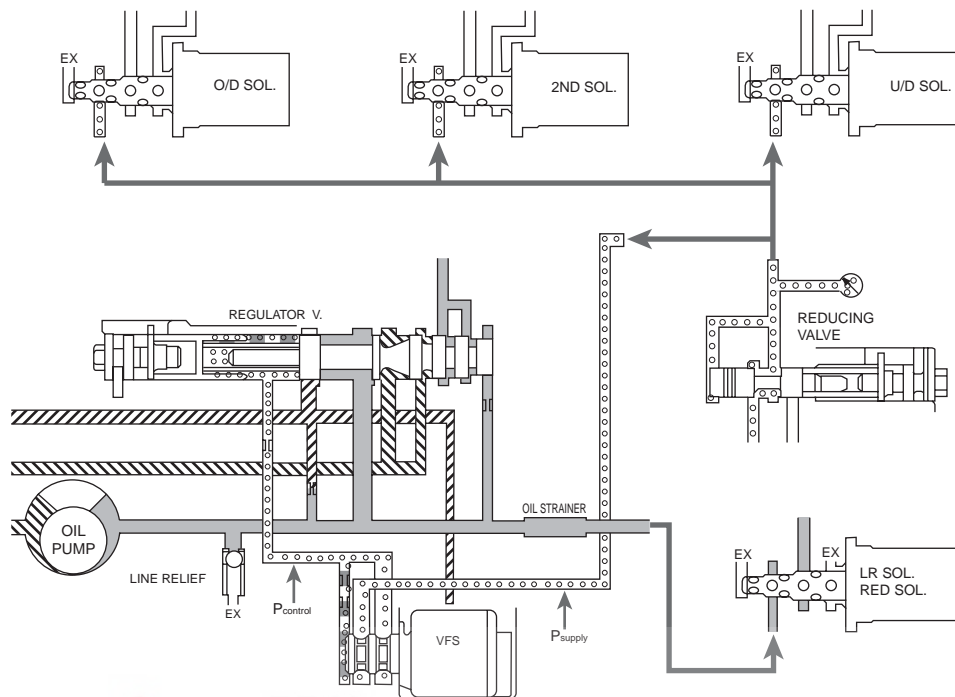 EX
O/D SOL.
EX
2ND SOL.
EX
U/D SOL.
REGULATOR V.
REDUCING
VALVE
OIL
PUMP
OIL STRAINER
LINE RELIEF
EX
Pcontrol
VFS
Psupply
EX
EX
LR SOL.
RED SOL.